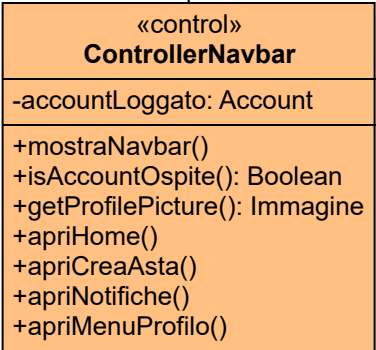 «control»
ControllerNavbar
-accountLoggato: Account
+mostraNavbar()
+isAccountOspite(): Boolean
+getProfilePicture(): Immagine
+apriHome()
+apriCreaAsta()
+apriNotifiche()
+apriMenuProfilo()